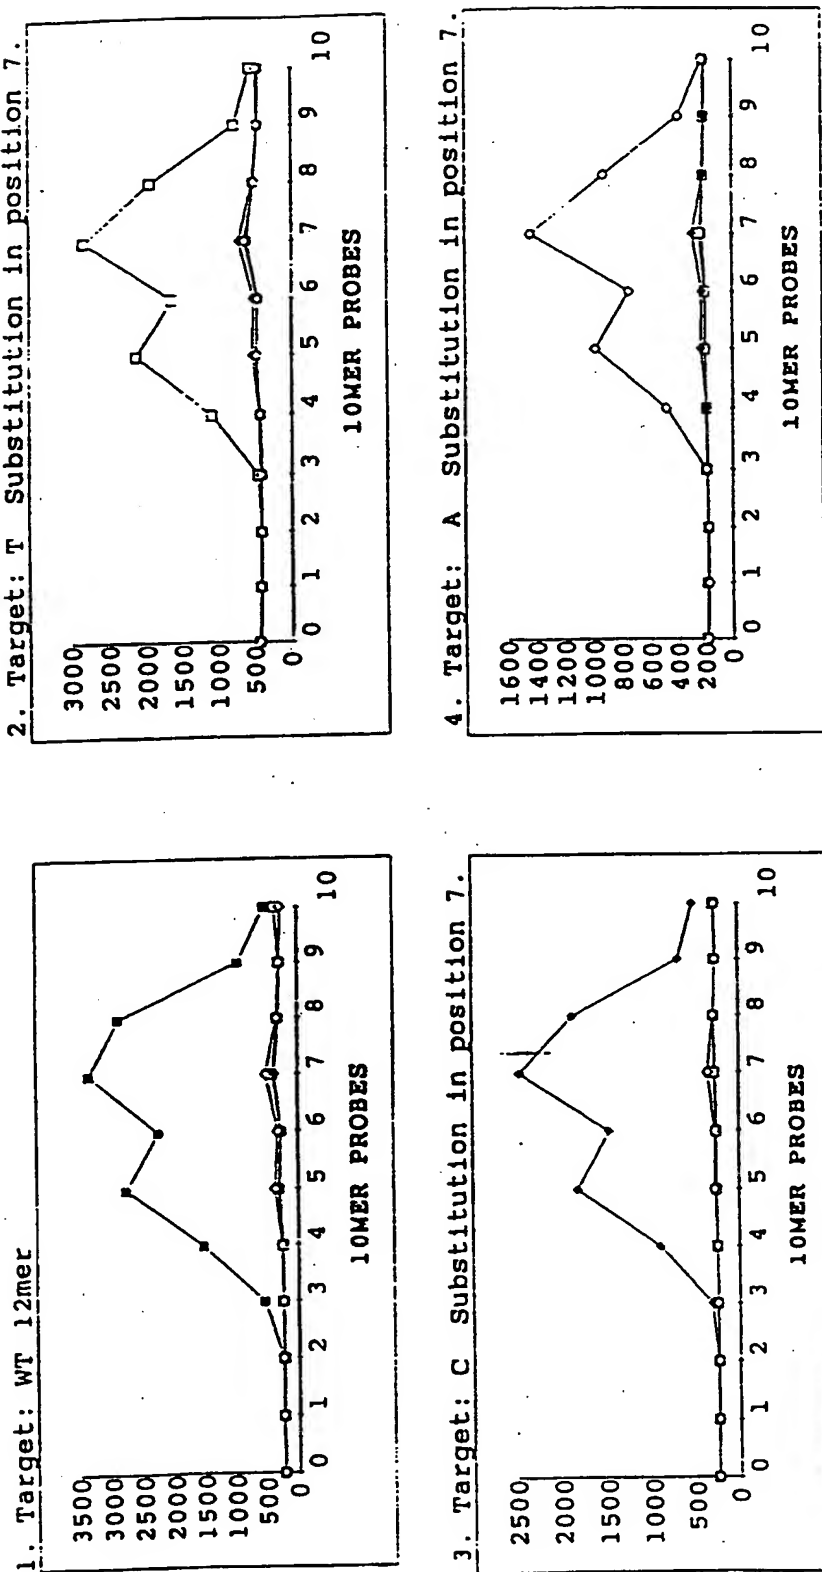 1. Target: WT 12mer
3500
3000
2500
2000
1500
1000
500
0
0 1 2 3 4 5 6 7 8 9 10
10MER PROBES
2. Target: T Substitution in position 7.
3000
2500
2000
1500
1000
500
0
0 1 2 3 4 5 6 7 8 9 10
10MER PROBES
3. Target: C Substitution in position 7.
2500
2000
1500
1000
500
0
0 1 2 3 4 5 6 7 8 9 10
10MER PROBES
4. Target: A Substitution in position 7.
1600
1400
1200
1000
800
600
400
200
0
0 1 2 3 4 5 6 7 8 9 10
10MER PROBES